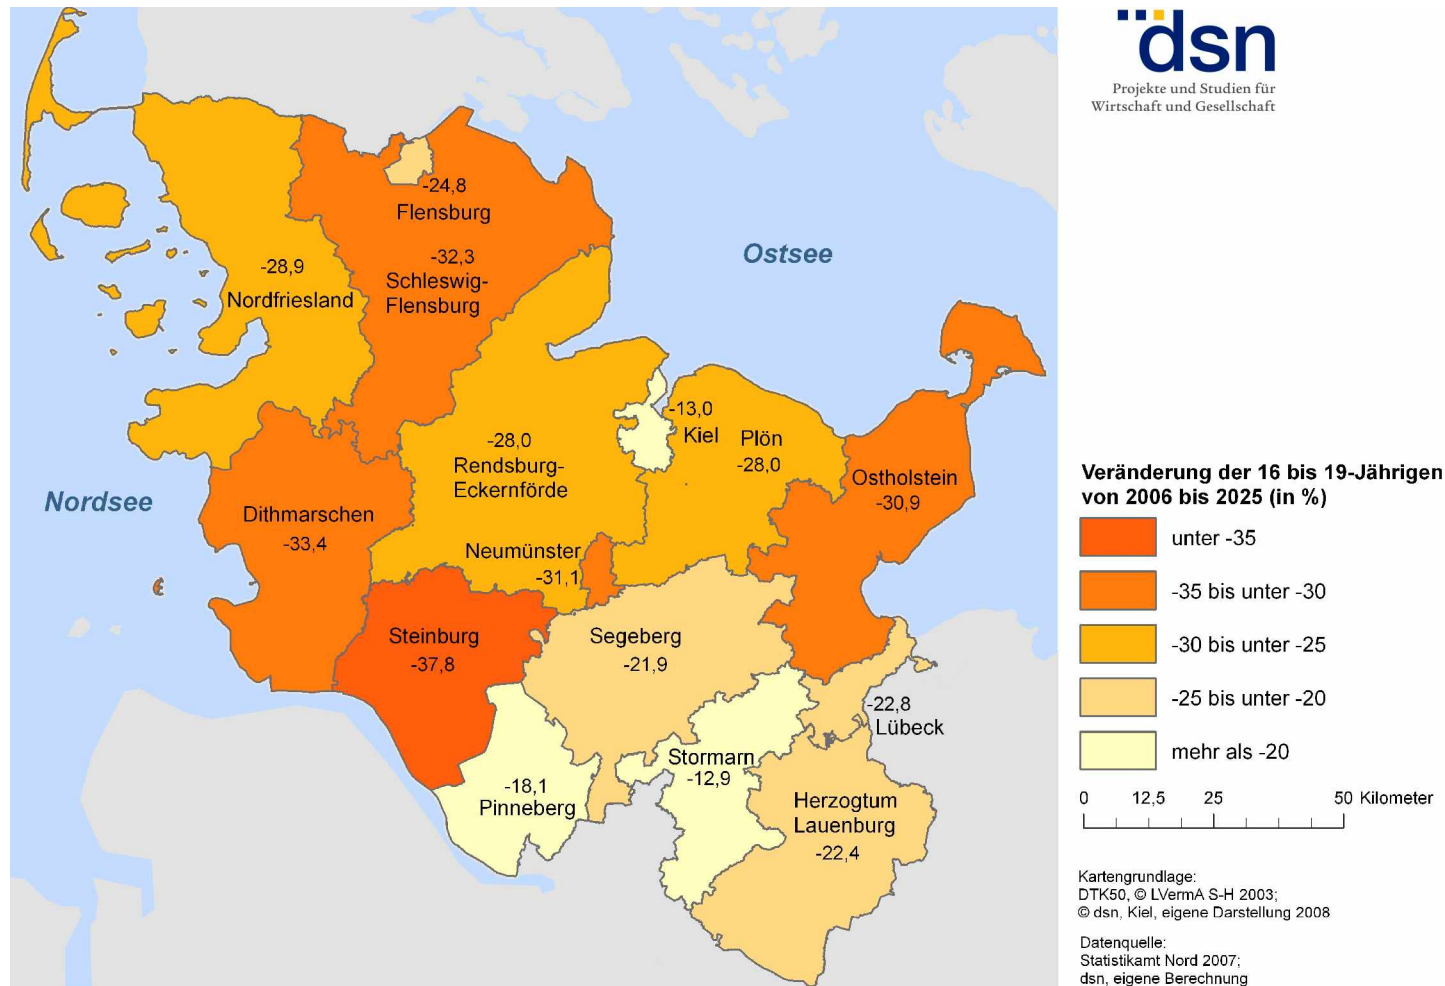 dsn
Projekte und Studien für
Wirtschaft und Gesellschaft
-24,8
Flensburg
-32,3
Schleswig-
Flensburg
-28,9
Nordfriesland
Ostsee
-13,0
Kiel
Plön
-28,0
-28,0
Rendsburg-
Eckernförde
Ostholstein
-30,9
Nordsee
Dithmarschen
-33,4
Neumünster
-31,1
Steinburg
-37,8
Segeberg
-21,9
-22,8
Lübeck
Stormarn
-12,9
-18,1
Pinneberg
Herzogtum
Lauenburg
-22,4
Veränderung der 16 bis 19-Jährigen
von 2006 bis 2025 (in %)
unter -35
-35 bis unter -30
-30 bis unter -25
-25 bis unter -20
mehr als -20
0 12,5 25 50 Kilometer
Kartengrundlage:
DTK50, © LVermA S-H 2003;
© dsn, Kiel, eigene Darstellung 2008
Datenquelle:
Statistikamt Nord 2007;
dsn, eigene Berechnung